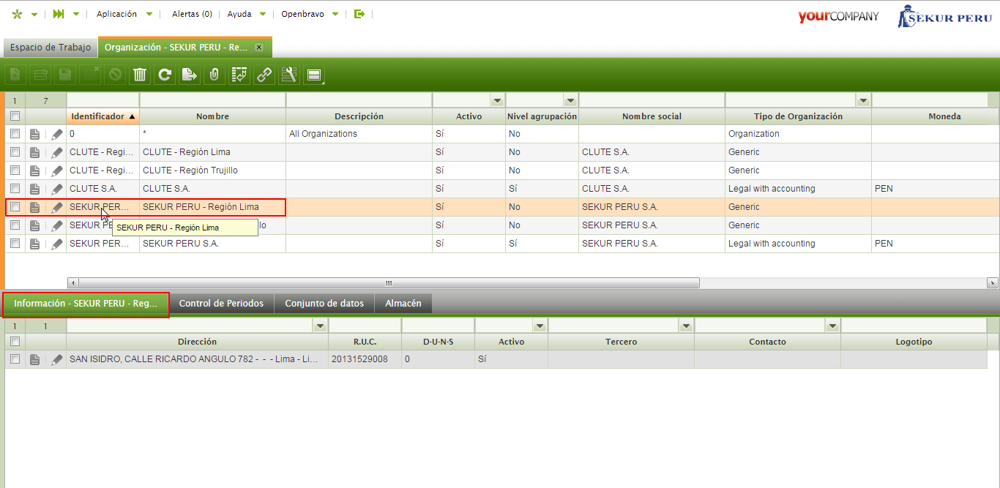 Aplicación Alertas (0) Ayuda Openbravo yourCOMPANY SEKUR PERU
Espacio de Trabajo Organización - SEKUR PERU - Re...
1 7
Identificador Nombre Descripción Activo Nivel agrupación Nombre social Tipo de Organización Moneda
0 * All Organizations Sí No Organization
CLUTE - Regi... CLUTE - Región Lima Sí No CLUTE S.A. Generic
CLUTE - Regi... CLUTE - Región Trujillo Sí No CLUTE S.A. Generic
CLUTE S.A. CLUTE S.A. Sí Sí CLUTE S.A. Legal with accounting PEN
SEKUR PER... SEKUR PERU - Región Lima Sí No SEKUR PERU S.A. Generic
SEKUR PE lo Sí No SEKUR PERU S.A. Generic
SEKUR PERU - Región Lima
SEKUR PER... SEKUR PERU S.A. Sí Sí SEKUR PERU S.A. Legal with accounting PEN
Información - SEKUR PERU - Reg... Control de Periodos Conjunto de datos Almacén
1 1
Dirección R.U.C. D-U-N-S Activo Tercero Contacto Logotipo
SAN ISIDRO, CALLE RICARDO ANGULO 782 - - - Lima - Li... 20131529008 0 Sí